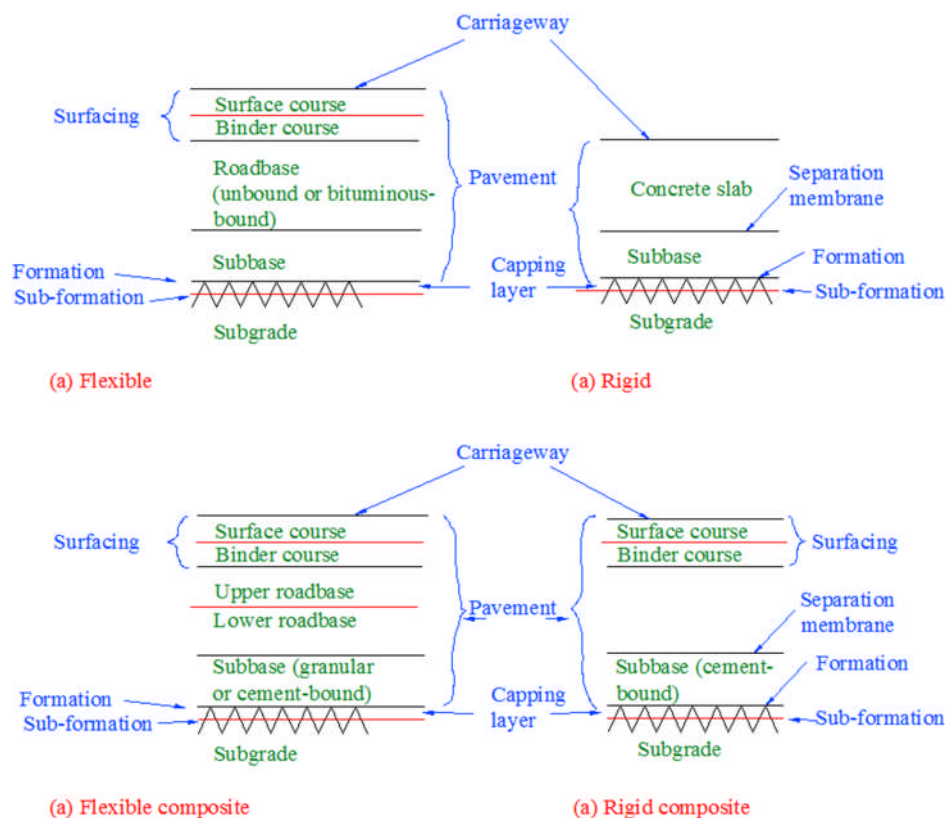 Carriageway
Surfacing
Surface course
Binder course
Roadbase
(unbound or bituminous-
bound)
Subbase
Formation
Sub-formation
Subgrade
Pavement
Capping
layer
Concrete slab
Separation
membrane
Subbase
Formation
Sub-formation
Subgrade
(a) Flexible
(a) Rigid
Carriageway
Surfacing
Surface course
Binder course
Upper roadbase
Lower roadbase
Subbase (granular
or cement-bound)
Formation
Sub-formation
Subgrade
Pavement
Capping
layer
Surface course
Binder course
Surfacing
Separation
membrane
Subbase (cement-
bound)
Formation
Sub-formation
Subgrade
(a) Flexible composite
(a) Rigid composite